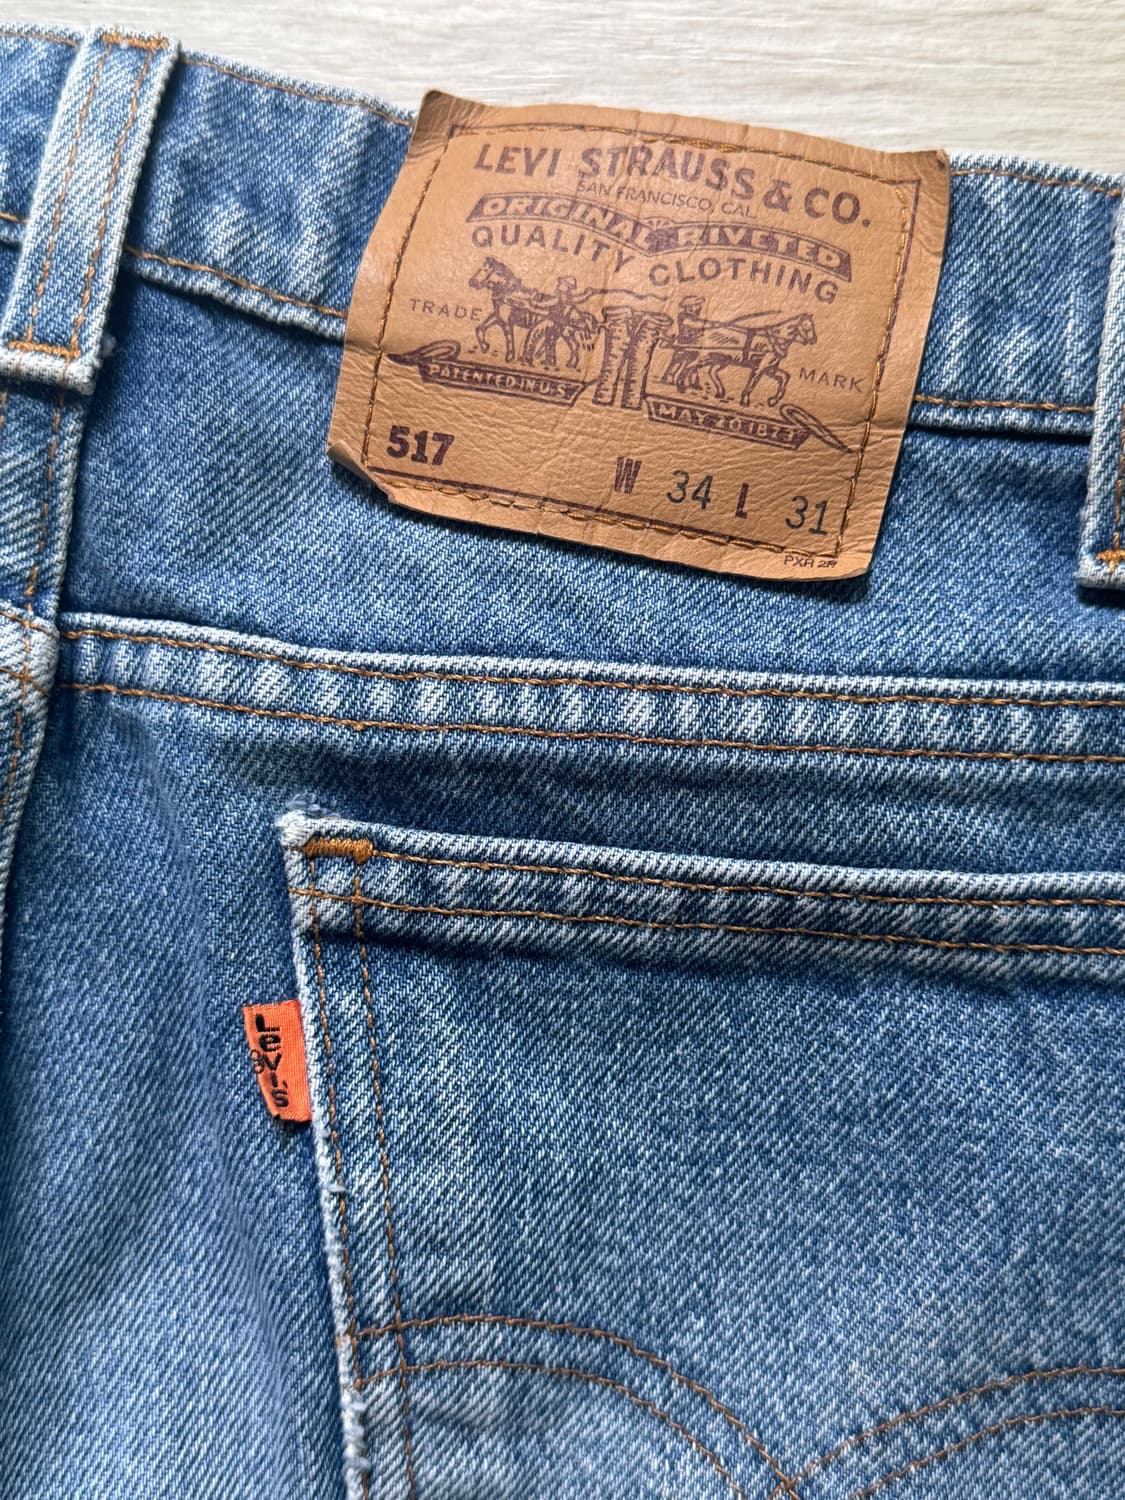 LEVI STRAUSS & CO.
SAN FRANCISCO, CAL.
ORIGINAL RIVETED
QUALITY CLOTHING
TRADE MARK
PATENTED IN U.S. MAY 20 1873
517 W 34 L 31
Levi's